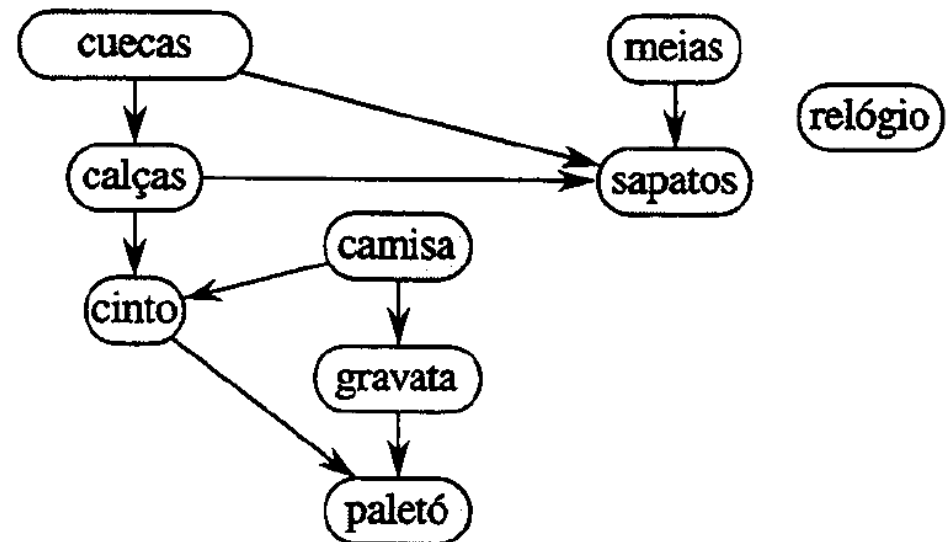 cuecas
meias
relógio
calças
sapatos
camisa
cinto
gravata
paletó